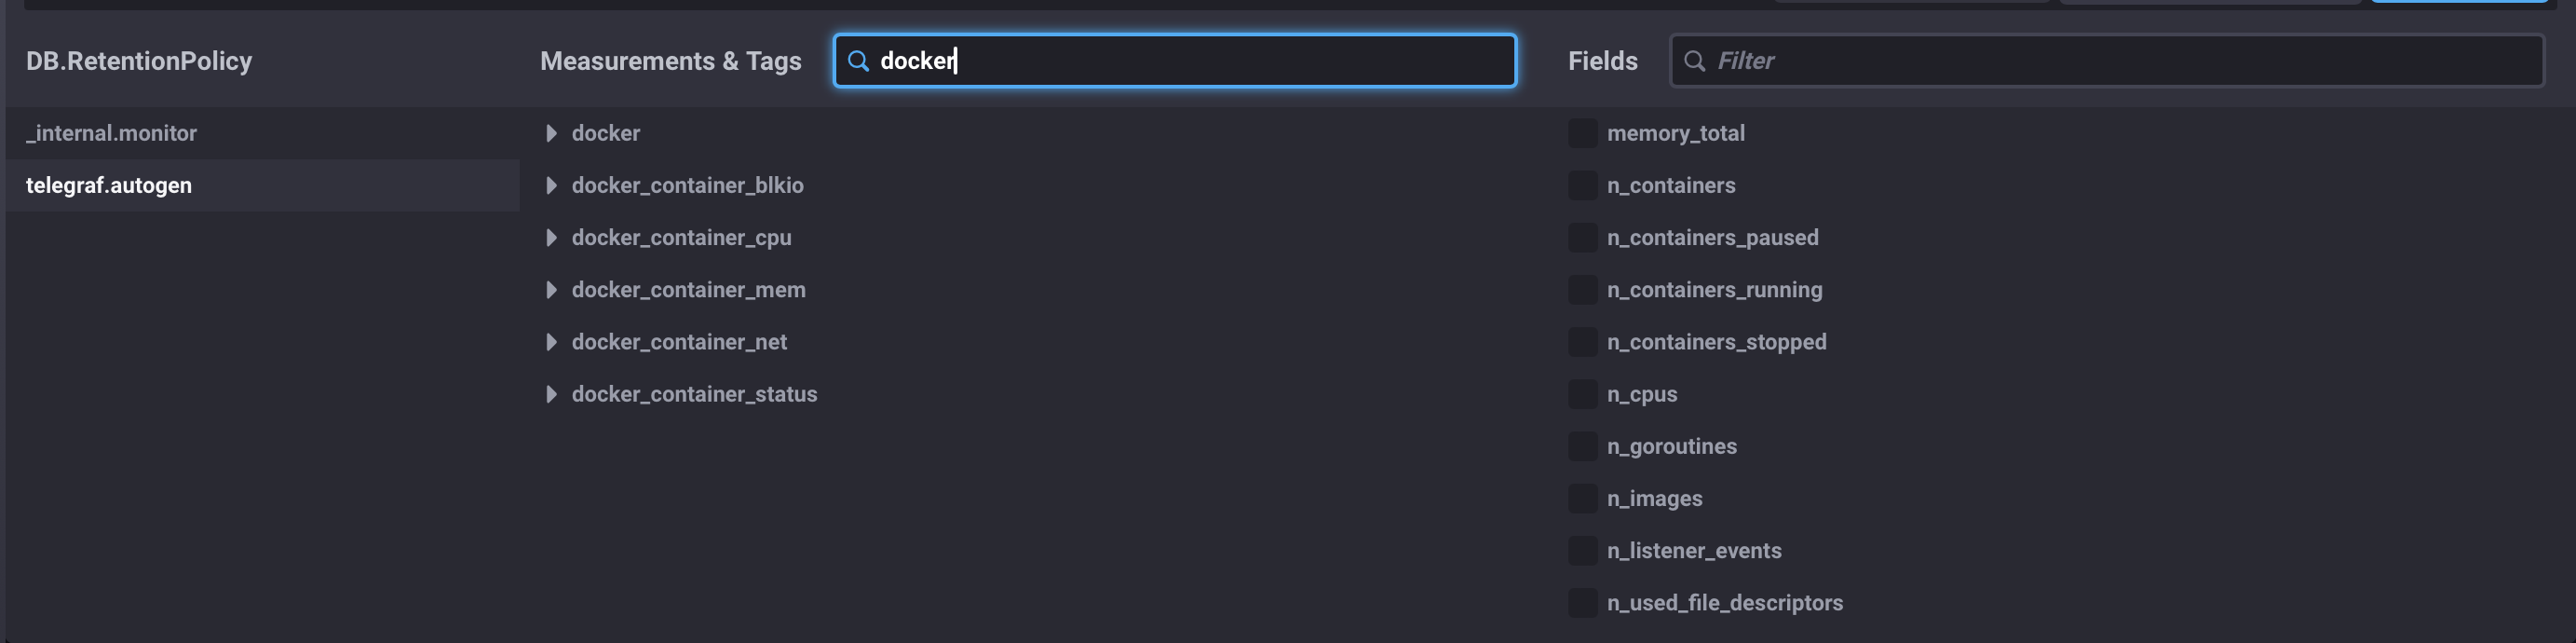 DB.RetentionPolicy
Measurements & Tags
docker
Fields
Filter
_internal.monitor
telegraf.autogen
docker
docker_container_blkio
docker_container_cpu
docker_container_mem
docker_container_net
docker_container_status
memory_total
n_containers
n_containers_paused
n_containers_running
n_containers_stopped
n_cpus
n_goroutines
n_images
n_listener_events
n_used_file_descriptors